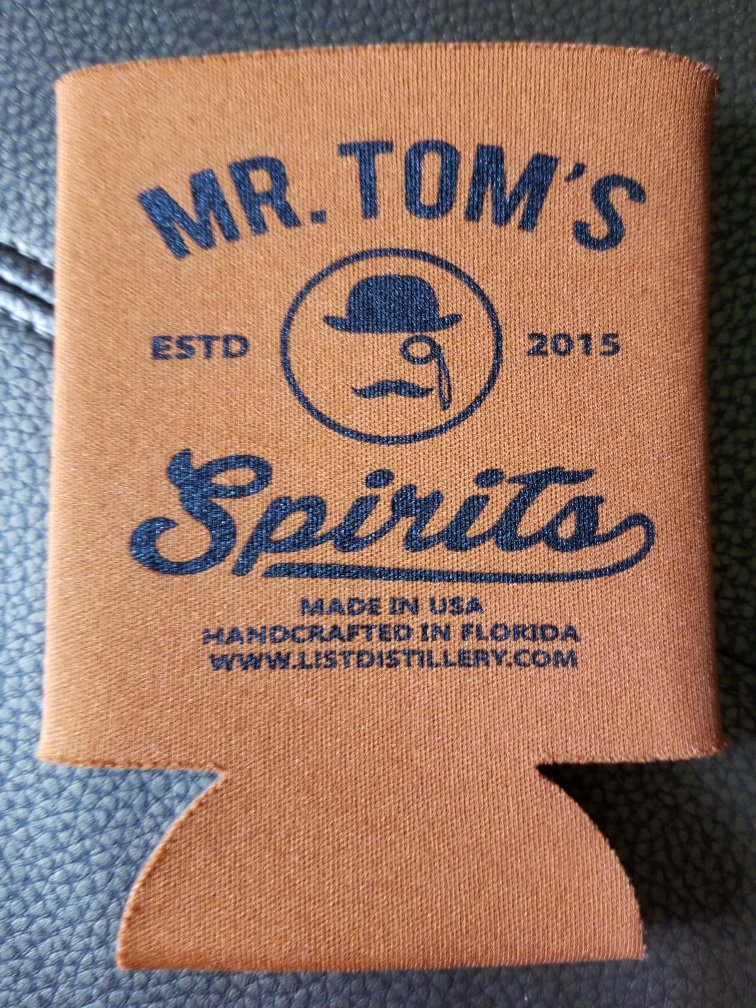 MR. TOM'S
ESTD 2015
Spirits
MADE IN USA
HANDCRAFTED IN FLORIDA
WWW.LISTDISTILLERY.COM